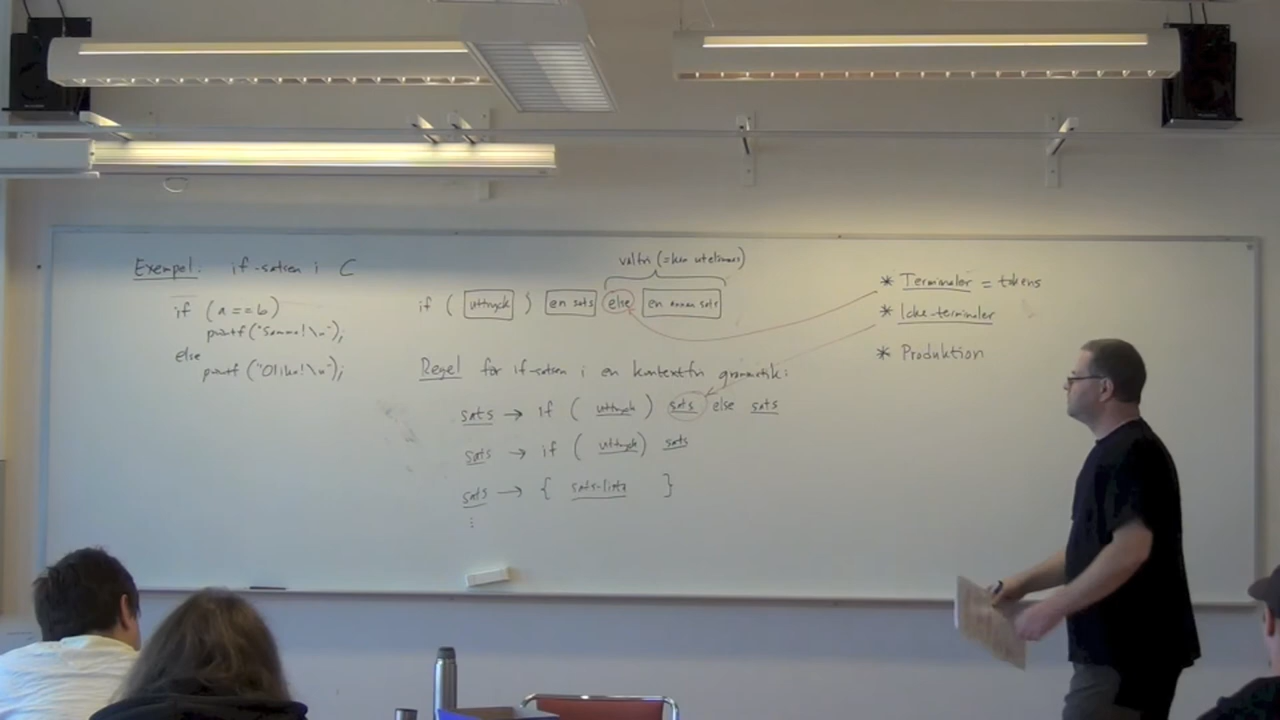 Exempel: if-satsen i C
if (a == b)
printf("Samma!\n");
else
printf("Olika!\n");
valfri (= kan utelämnas)
if ( uttryck ) en sats else en annan sats
Regel för if-satsen i en kontextfri grammatik:
sats → if ( uttryck ) sats else sats
sats → if ( uttryck ) sats
sats → { sats-lista }
⋮
* Terminaler = tokens
* Icke-terminaler
* Produktion